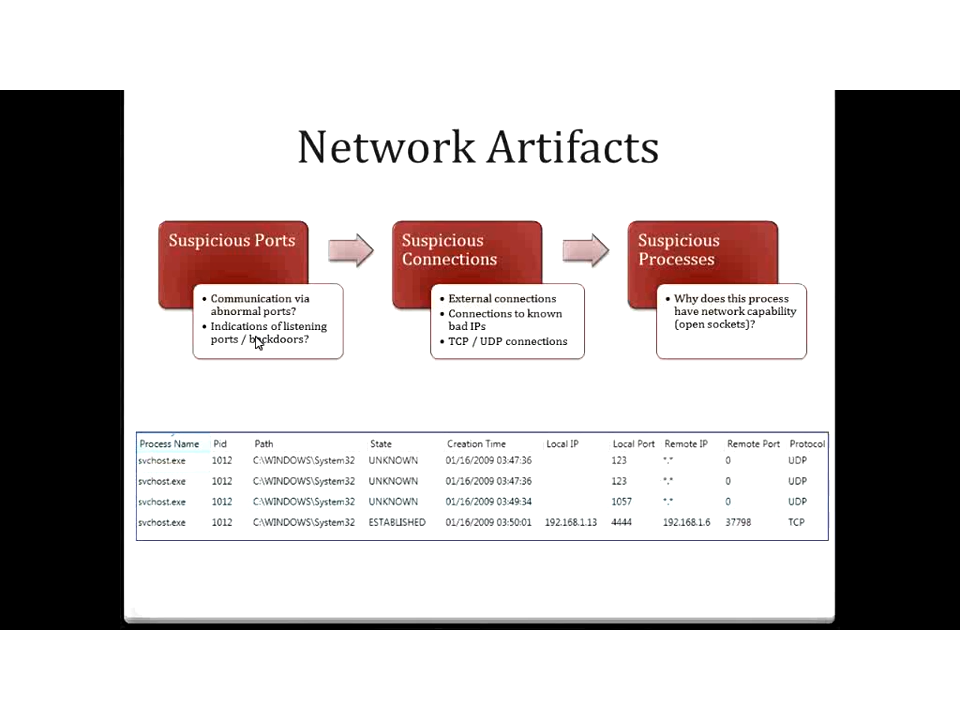 Network Artifacts
Suspicious Ports
• Communication via
abnormal ports?
• Indications of listening
ports / backdoors?
Suspicious
Connections
• External connections
• Connections to known
bad IPs
• TCP / UDP connections
Suspicious
Processes
• Why does this process
have network capability
(open sockets)?
Process Name Pid Path State Creation Time Local IP Local Port Remote IP Remote Port Protocol
svchost.exe 1012 C:\WINDOWS\System32 UNKNOWN 01/16/2009 03:47:36 123 *.* 0 UDP
svchost.exe 1012 C:\WINDOWS\System32 UNKNOWN 01/16/2009 03:47:36 123 *.* 0 UDP
svchost.exe 1012 C:\WINDOWS\System32 UNKNOWN 01/16/2009 03:49:34 1057 *.* 0 UDP
svchost.exe 1012 C:\WINDOWS\System32 ESTABLISHED 01/16/2009 03:50:01 192.168.1.13 4444 192.168.1.6 37798 TCP